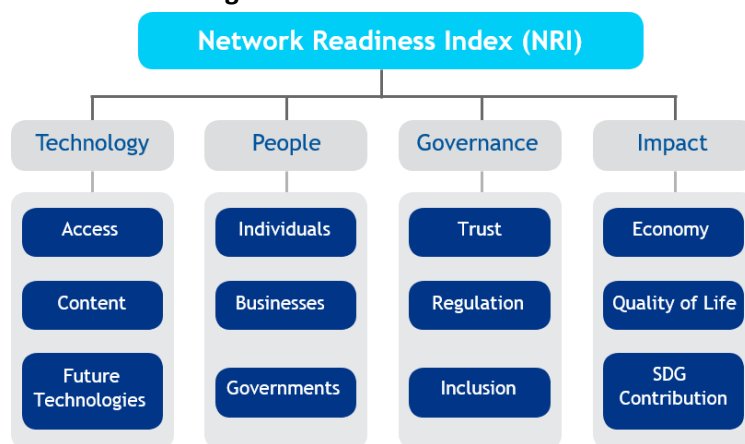 Network Readiness Index (NRI)
Technology People Governance Impact
Access Individuals Trust Economy
Content Businesses Regulation Quality of Life
Future
Technologies
Governments Inclusion
SDG
Contribution